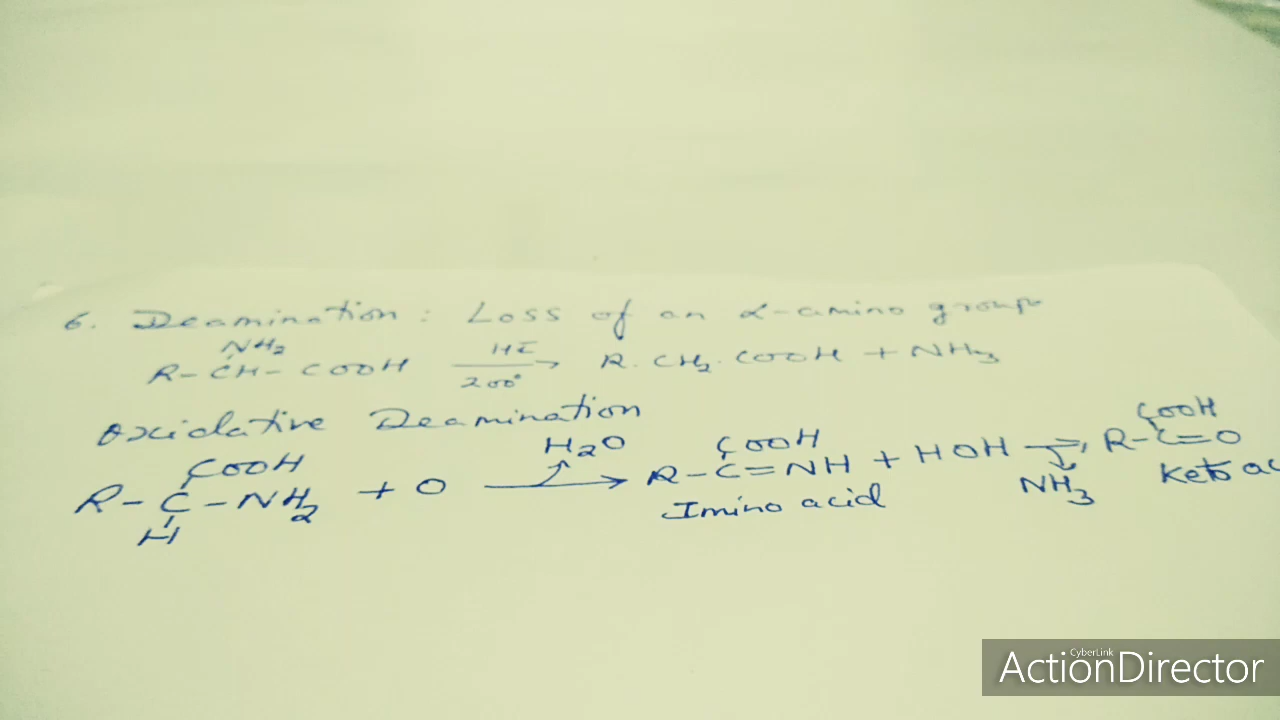 6. Deamination: Loss of an α-amino group
NH2
R-CH-COOH HI 200° → R.CH2.COOH + NH3
Oxidative Deamination
COOH H2O COOH COOH
R-C-NH2 + O → R-C=NH + HOH → R-C=O
H Imino acid NH3 Keto ac
CyberLink
ActionDirector